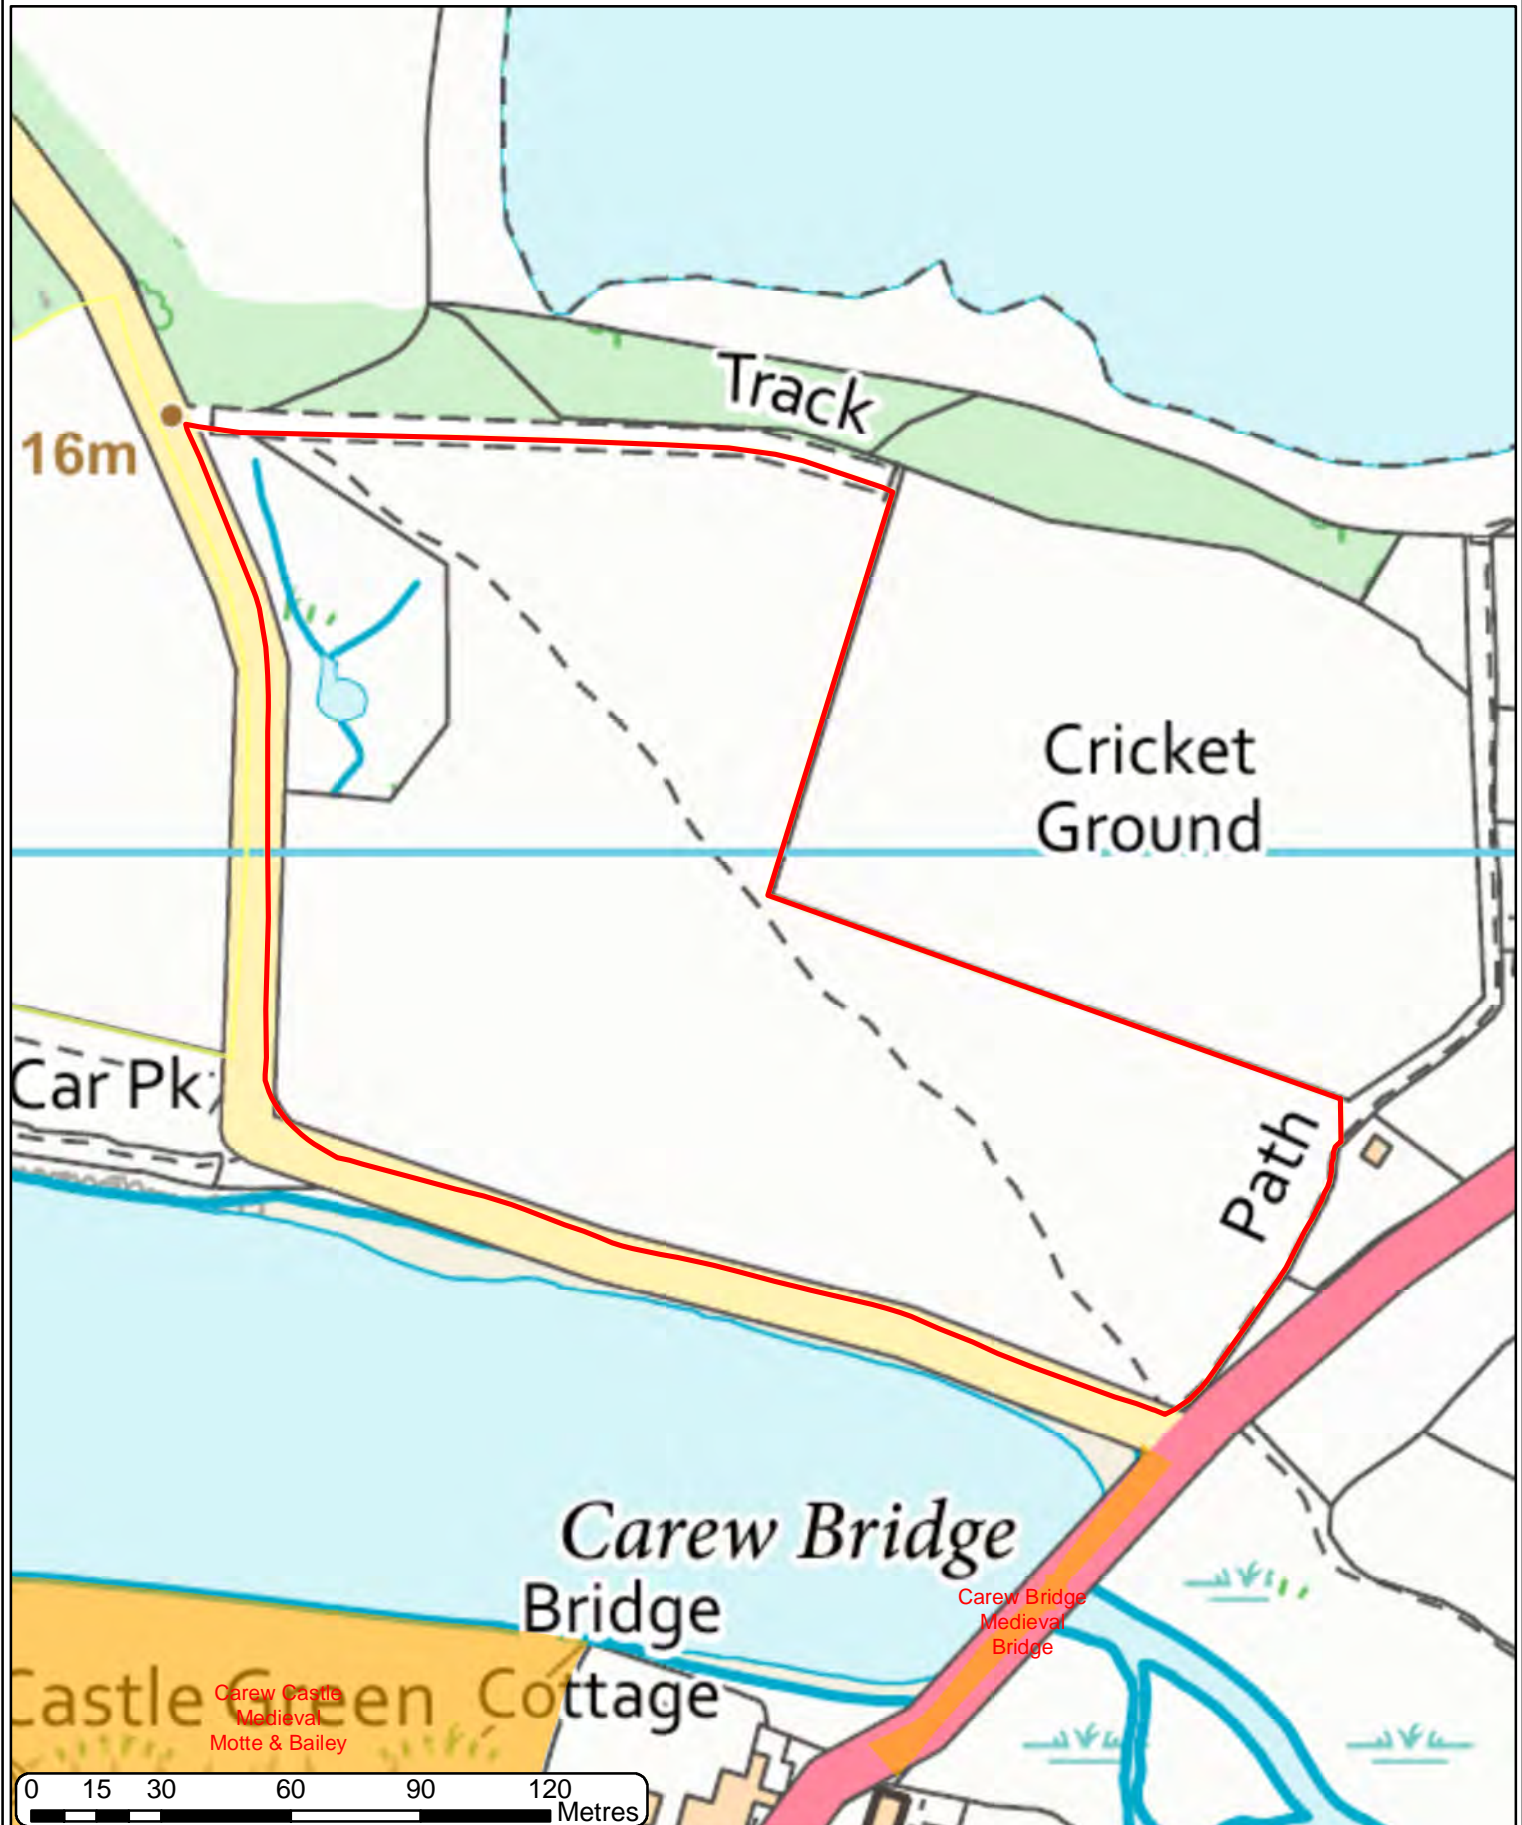 Track
16m
Cricket
Ground
Car Pk
Path
Carew Bridge
Bridge
Cottage
Carew Bridge
Medieval
Bridge
Castle Green
Carew Castle
Medieval
Motte & Bailey
0 15 30 60 90 120
Metres